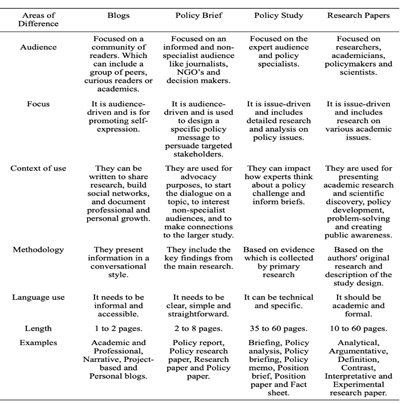 Areas of Difference	Blogs	Policy Brief	Policy Study	Research Papers
Audience
Focused on a
community of
readers. Which
can include a
group of peers,
curious readers or
academics.
Focused on an
informed and non-
specialist audience
like journalists,
NGO's and
decision makers.
Focused on the
expert audience
and policy
specialists.
Focused on
researchers,
academicians,
policymakers and
scientists.
Focus
It is audience-
driven and is for
promoting self-
expression.
It is audience-
driven and is used
to design a
specific policy
message to
persuade targeted
stakeholders.
It is issue-driven
and includes
detailed research
and analysis on
policy issues.
It is issue-driven
and includes
research on
various academic
issues.
Context of use
They can be
written to share
research, build
social networks,
and document
professional and
personal growth.
They are used for
advocacy
purposes, to start
the dialogue on a
topic, to interest
non-specialist
audiences, and to
make connections
to the larger study.
They can impact
how experts think
about a policy
challenge and
inform briefs.
They are used for
presenting
academic research
and scientific
discovery, policy
development,
problem-solving
and creating
public awareness.
Methodology
They present
information in a
conversational
style.
They include the
key findings from
the main research.
Based on evidence
which is collected
by primary
research
Based on the
authors' original
research and
description of the
study design.
Language use
It needs to be
informal and
accessible.
It needs to be
clear, simple and
straightforward.
It can be technical
and specific.
It should be
academic and
formal.
Length
1 to 2 pages.
2 to 8 pages.
35 to 60 pages.
10 to 60 pages.
Examples
Academic and
Professional,
Narrative, Project-
based and
Personal blogs.
Policy report,
Policy research
paper, Research
paper and Policy
paper.
Briefing, Policy
analysis, Policy
briefing, Policy
memo, Position
brief, Position
paper and Fact
sheet.
Analytical,
Argumentative,
Definition,
Contrast,
Interpretive and
Experimental
research paper.